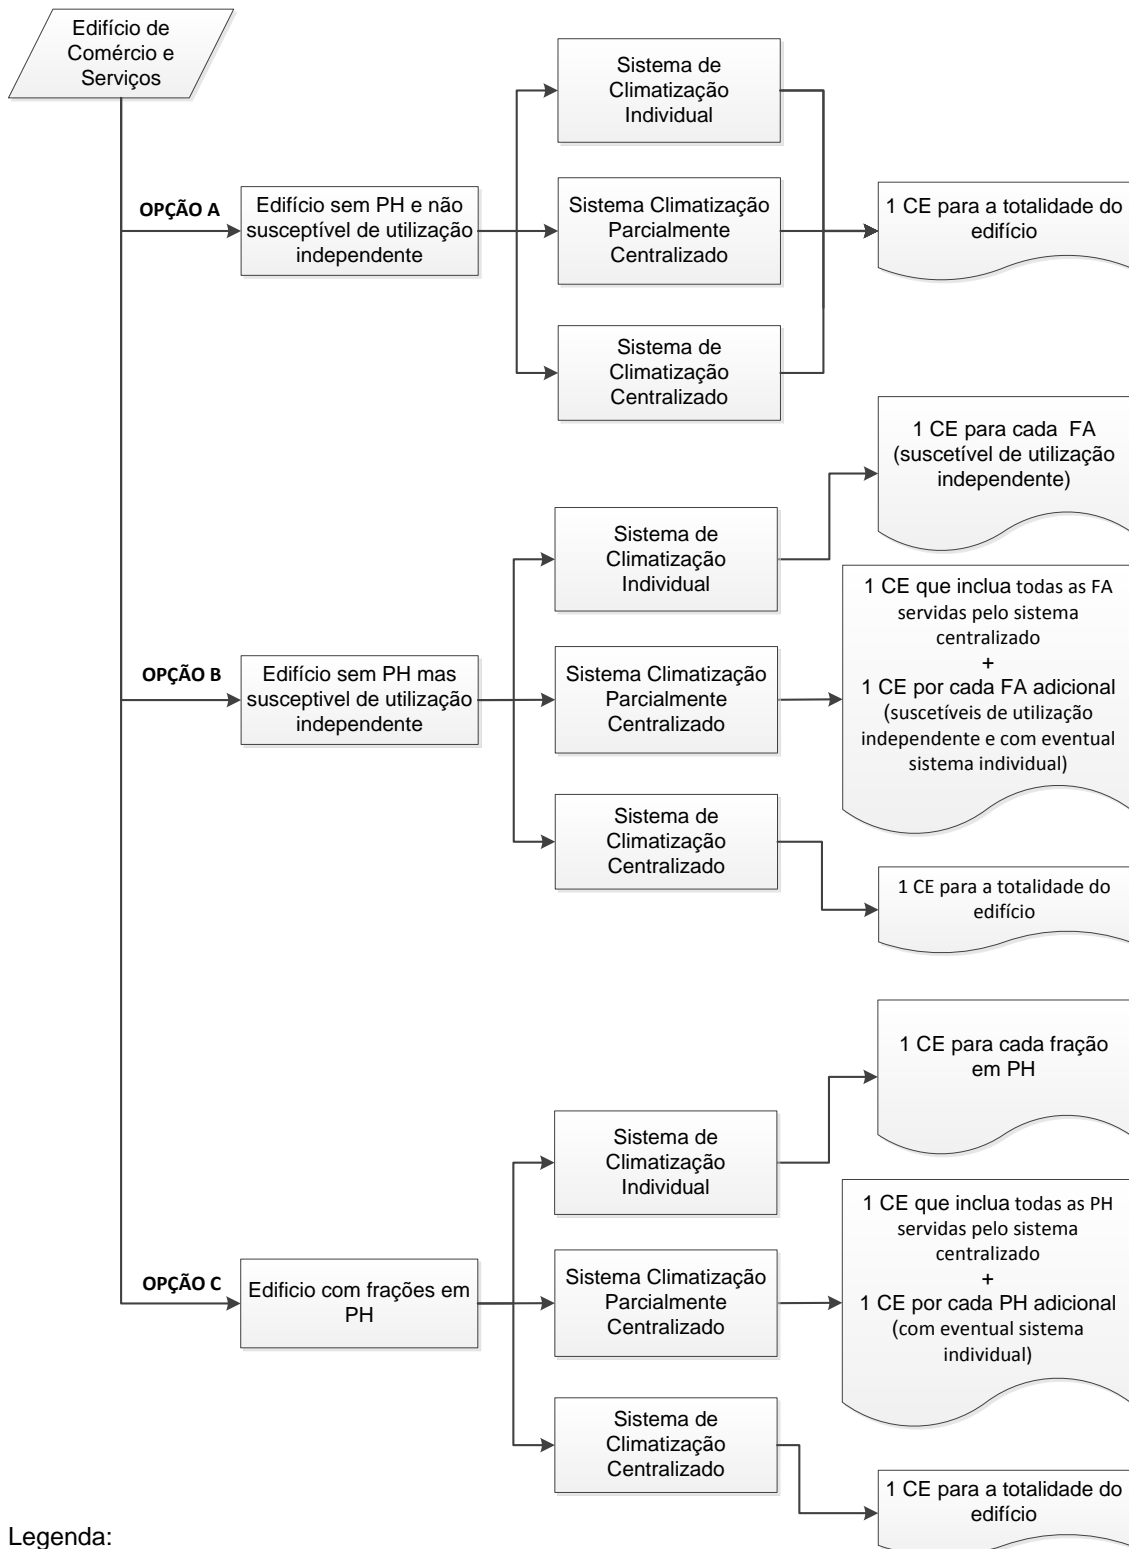 Edifício de
Comércio e
Serviços
OPÇÃO A
Edifício sem PH e não
susceptível de utilização
independente
Sistema de
Climatização
Individual
Sistema Climatização
Parcialmente
Centralizado
Sistema de
Climatização
Centralizado
1 CE para a totalidade do
edifício
OPÇÃO B
Edifício sem PH mas
susceptivel de utilização
independente
Sistema de
Climatização
Individual
1 CE para cada FA
(suscetível de utilização
independente)
Sistema Climatização
Parcialmente
Centralizado
1 CE que inclua todas as FA
servidas pelo sistema
centralizado
+
1 CE por cada FA adicional
(suscetíveis de utilização
independente e com eventual
sistema individual)
Sistema de
Climatização
Centralizado
1 CE para a totalidade do
edifício
OPÇÃO C
Edificio com frações em
PH
Sistema de
Climatização
Individual
1 CE para cada fração
em PH
Sistema Climatização
Parcialmente
Centralizado
1 CE que inclua todas as PH
servidas pelo sistema
centralizado
+
1 CE por cada PH adicional
(com eventual sistema
individual)
Sistema de
Climatização
Centralizado
1 CE para a totalidade do
edifício
Legenda: